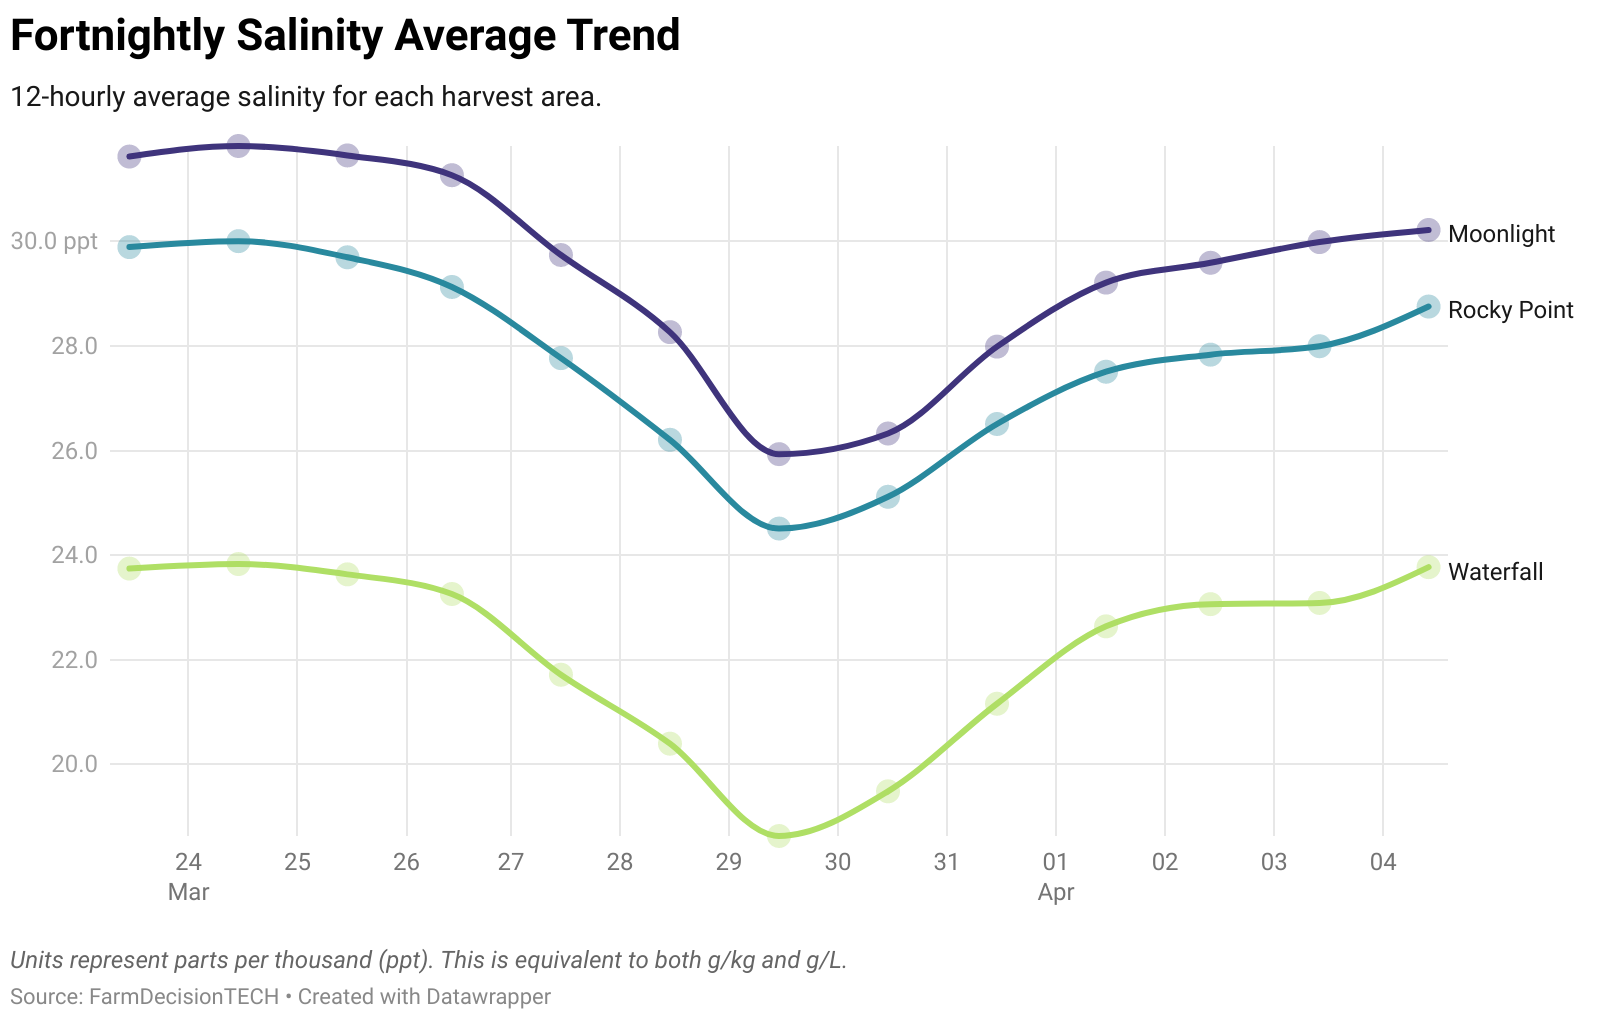 Fortnightly Salinity Average Trend
12-hourly average salinity for each harvest area.
30.0 ppt
28.0
26.0
24.0
22.0
20.0
Moonlight
Rocky Point
Waterfall
24 25 26 27 28 29 30 31 01 02 03 04
Mar Apr
Units represent parts per thousand (ppt). This is equivalent to both g/kg and g/L.
Source: FarmDecisionTECH • Created with Datawrapper